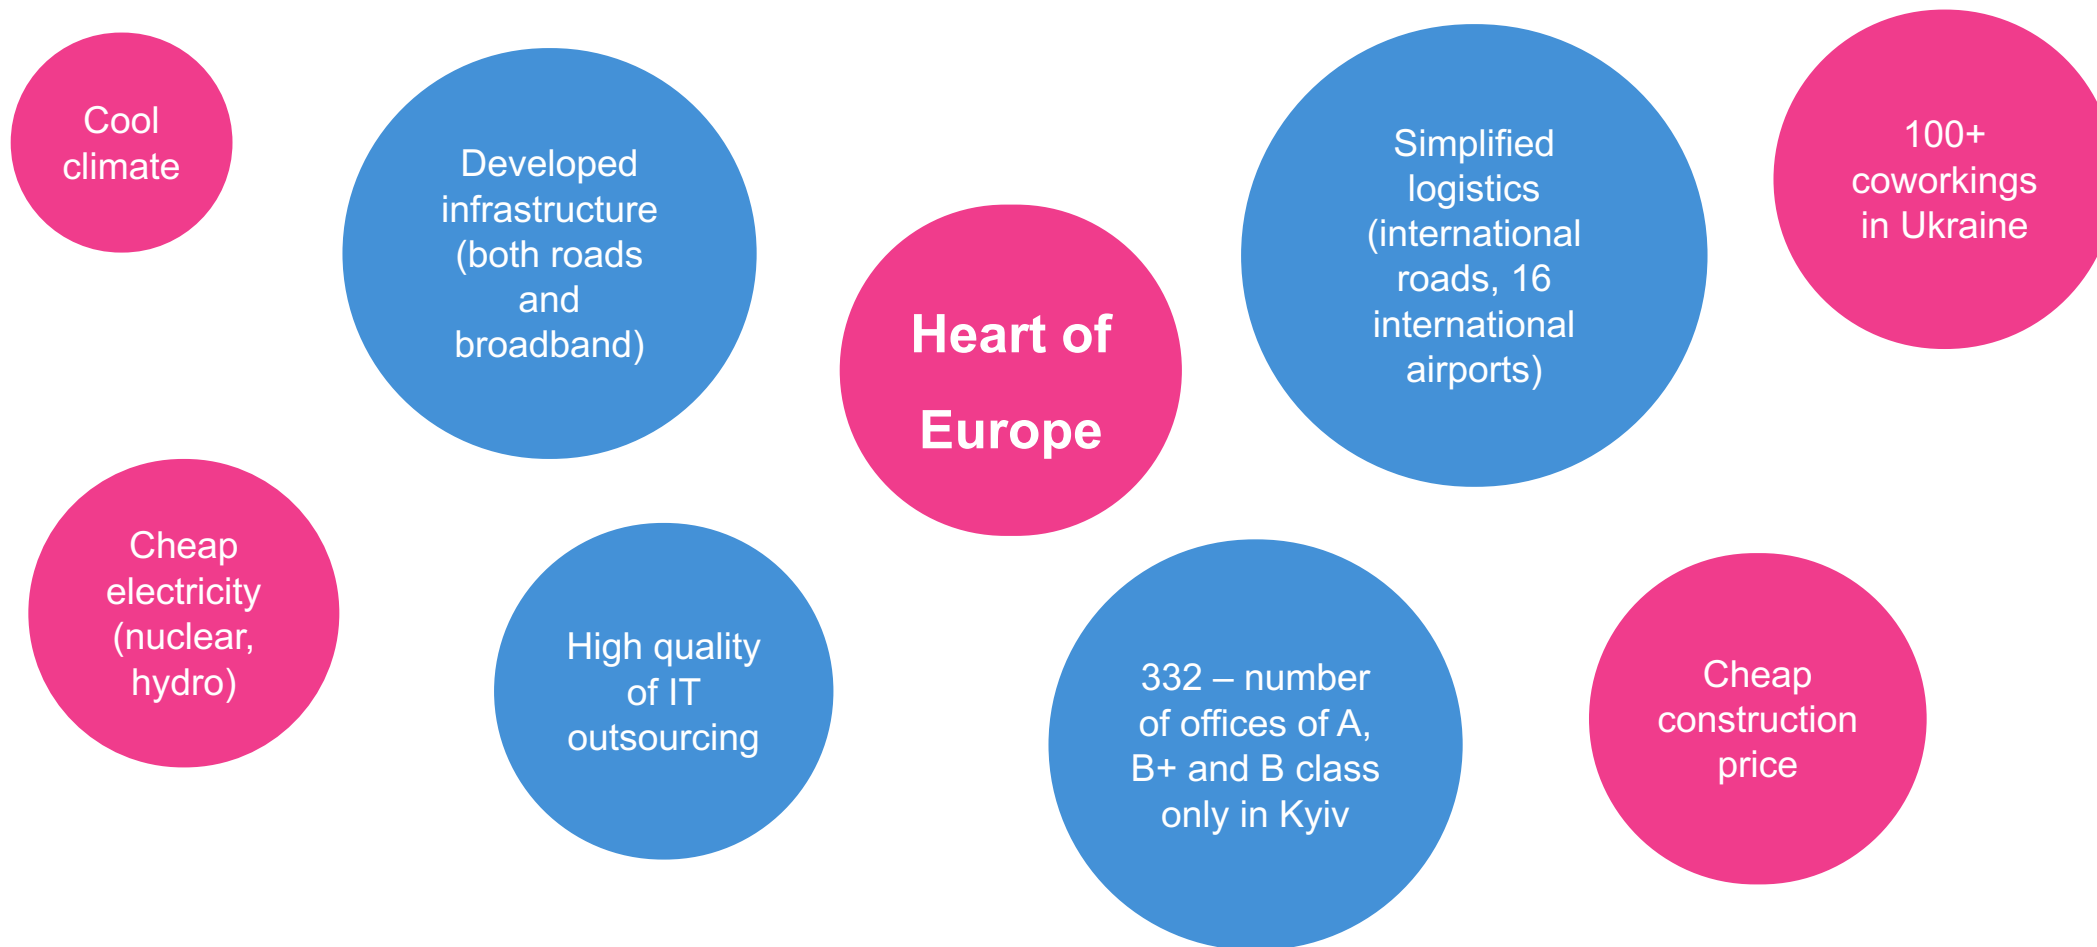 Cool
climate
Developed
infrastructure
(both roads
and
broadband)
Heart of
Europe
Simplified
logistics
(international
roads, 16
international
airports)
100+
coworkings
in Ukraine
Cheap
electricity
(nuclear,
hydro)
High quality
of IT
outsourcing
332 – number
of offices of A,
B+ and B class
only in Kyiv
Cheap
construction
price